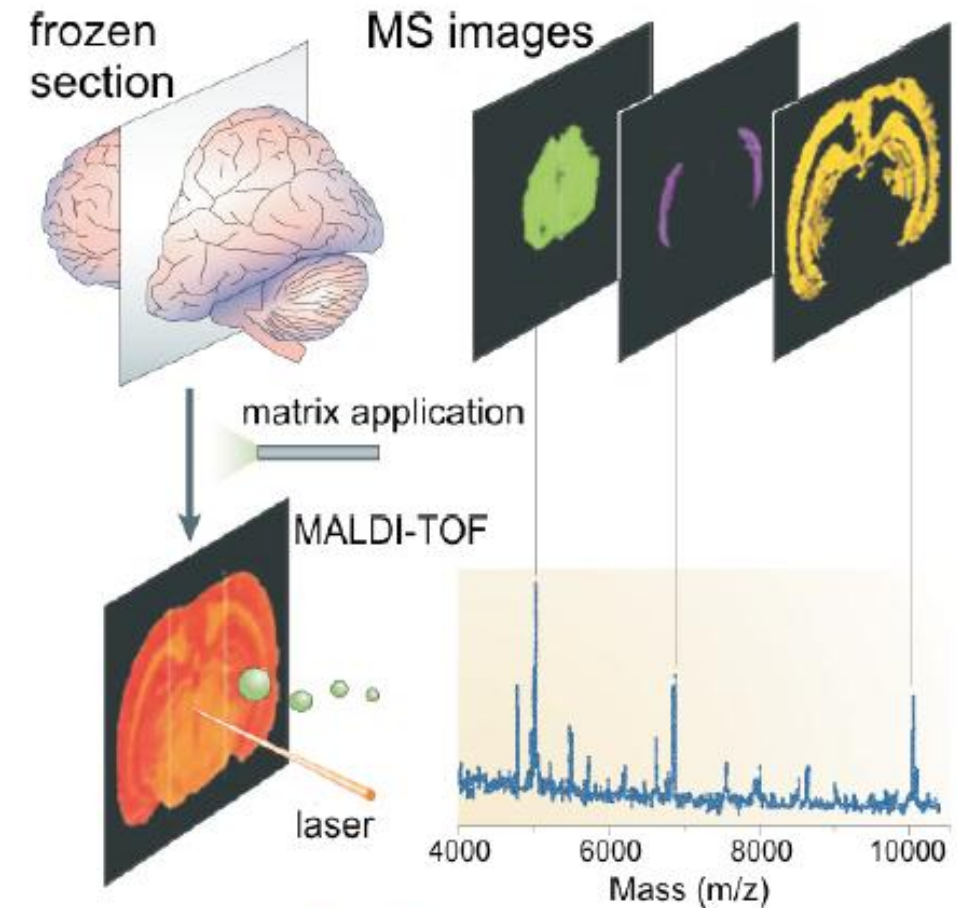 frozen
section
MS images
matrix application
MALDI-TOF
laser
4000 6000 8000 10000
Mass (m/z)